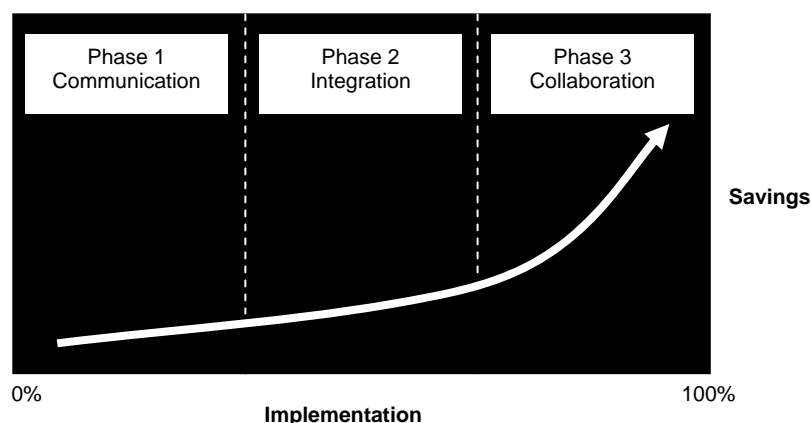 Phase 1
Communication
Phase 2
Integration
Phase 3
Collaboration
Savings
0%
100%
Implementation